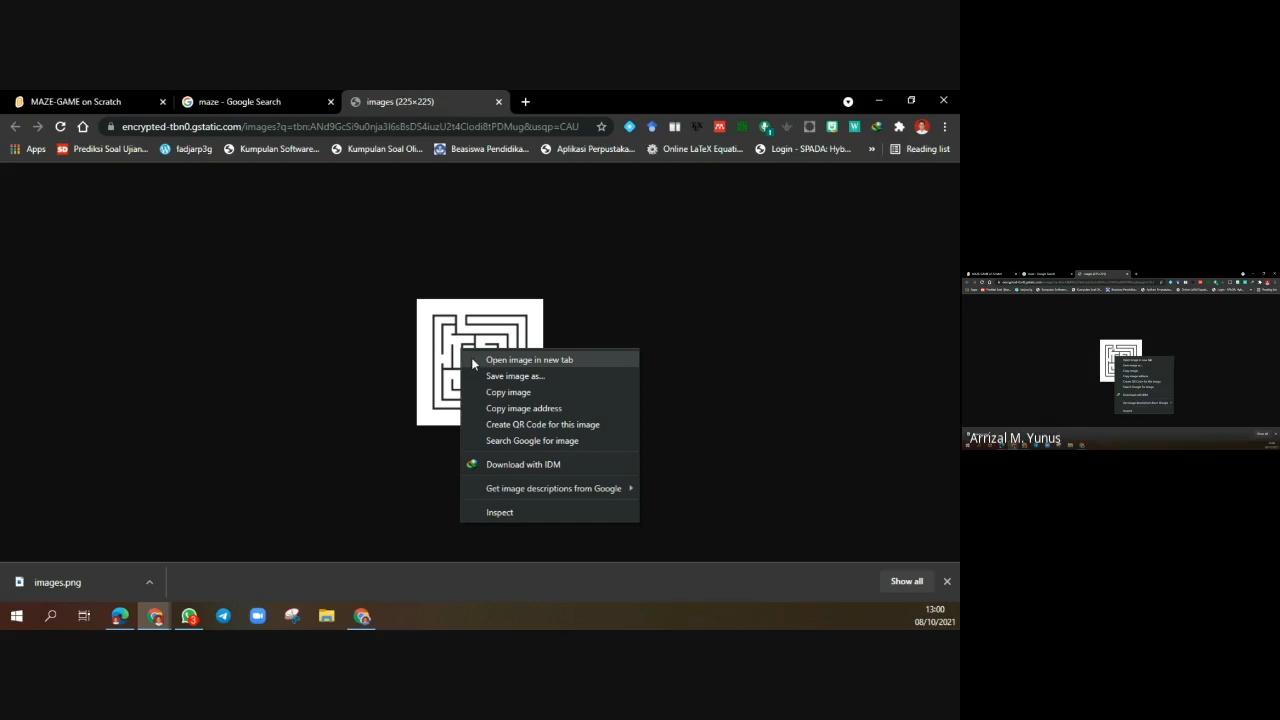 MAZE-GAME on Scratch
maze - Google Search
images (225×225)
encrypted-tbn0.gstatic.com/images?q=tbn:
Apps
Prediksi Soal Ujian...
fadjarp3g
Kumpulan Software...
Kumpulan Soal Oli...
Beasiswa Pendidika...
Aplikasi Perpustaka...
Online LaTeX Equati...
Login - SPADA: Hyb...
»
Reading list
Open image in new tab
Save image as...
Copy image
Copy image address
Create QR Code for this image
Search Google for image
Download with IDM
Get image descriptions from Google
Inspect
images.png
Show all
13:00
08/10/2021
Arrizal M. Yunus